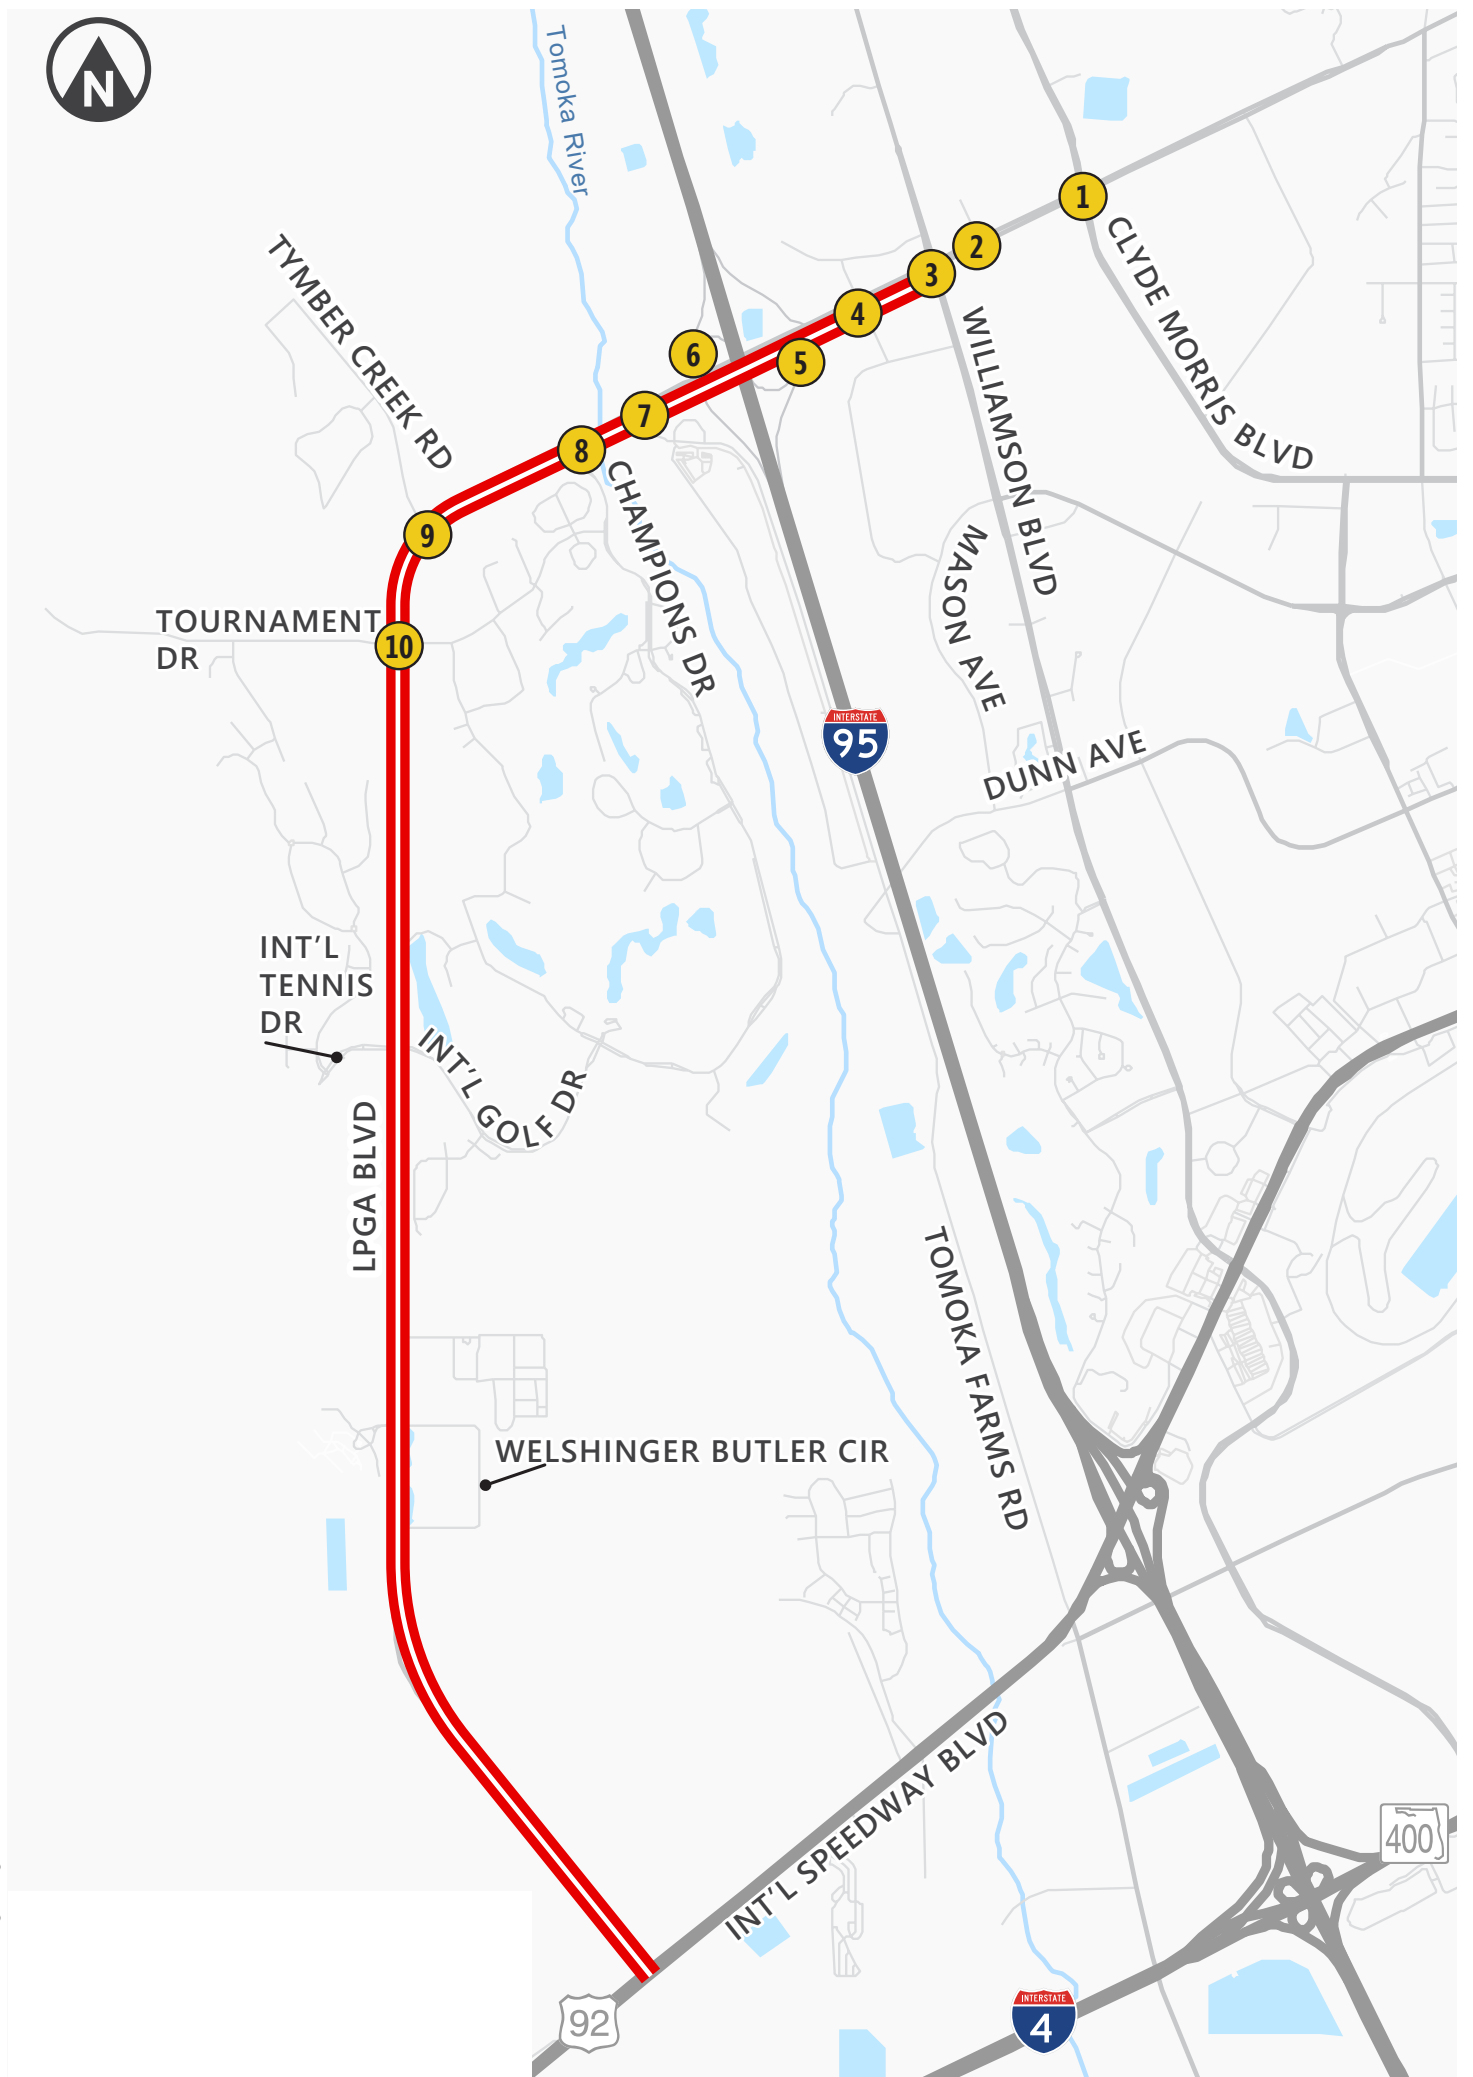 N
Tomoka River
1
2
3
4
5
6
7
8
9
10
CLYDE MORRIS BLVD
TYMBER CREEK RD
WILLIAMSON BLVD
CHAMPIONS DR
MASON AVE
TOURNAMENT
DR
INTERSTATE
95
DUNN AVE
INT'L
TENNIS
DR
INT'L GOLF DR
LPGA BLVD
TOMOKA FARMS RD
WELSHINGER BUTLER CIR
INT'L SPEEDWAY BLVD
400
INTERSTATE
4
92